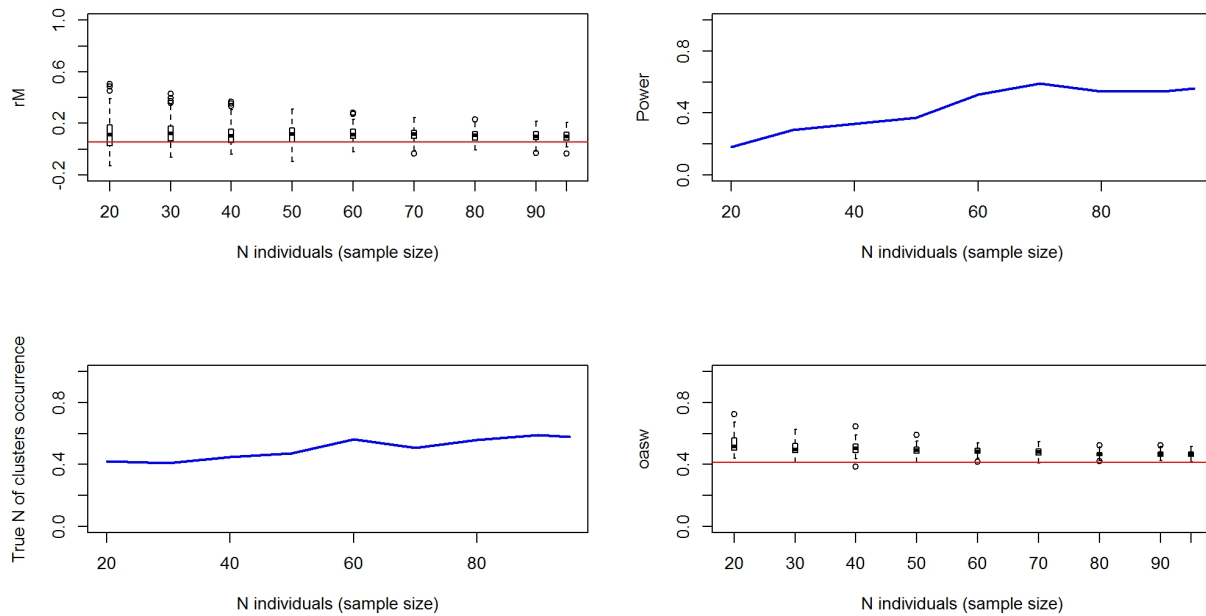 rM
1.0
0.6
0.2
-0.2
20 30 40 50 60 70 80 90
N individuals (sample size)
Power
0.8
0.4
0.0
20 40 60 80
N individuals (sample size)
True N of clusters occurrence
0.8
0.4
0.0
20 40 60 80
N individuals (sample size)
oasw
0.8
0.4
0.0
20 30 40 50 60 70 80 90
N individuals (sample size)